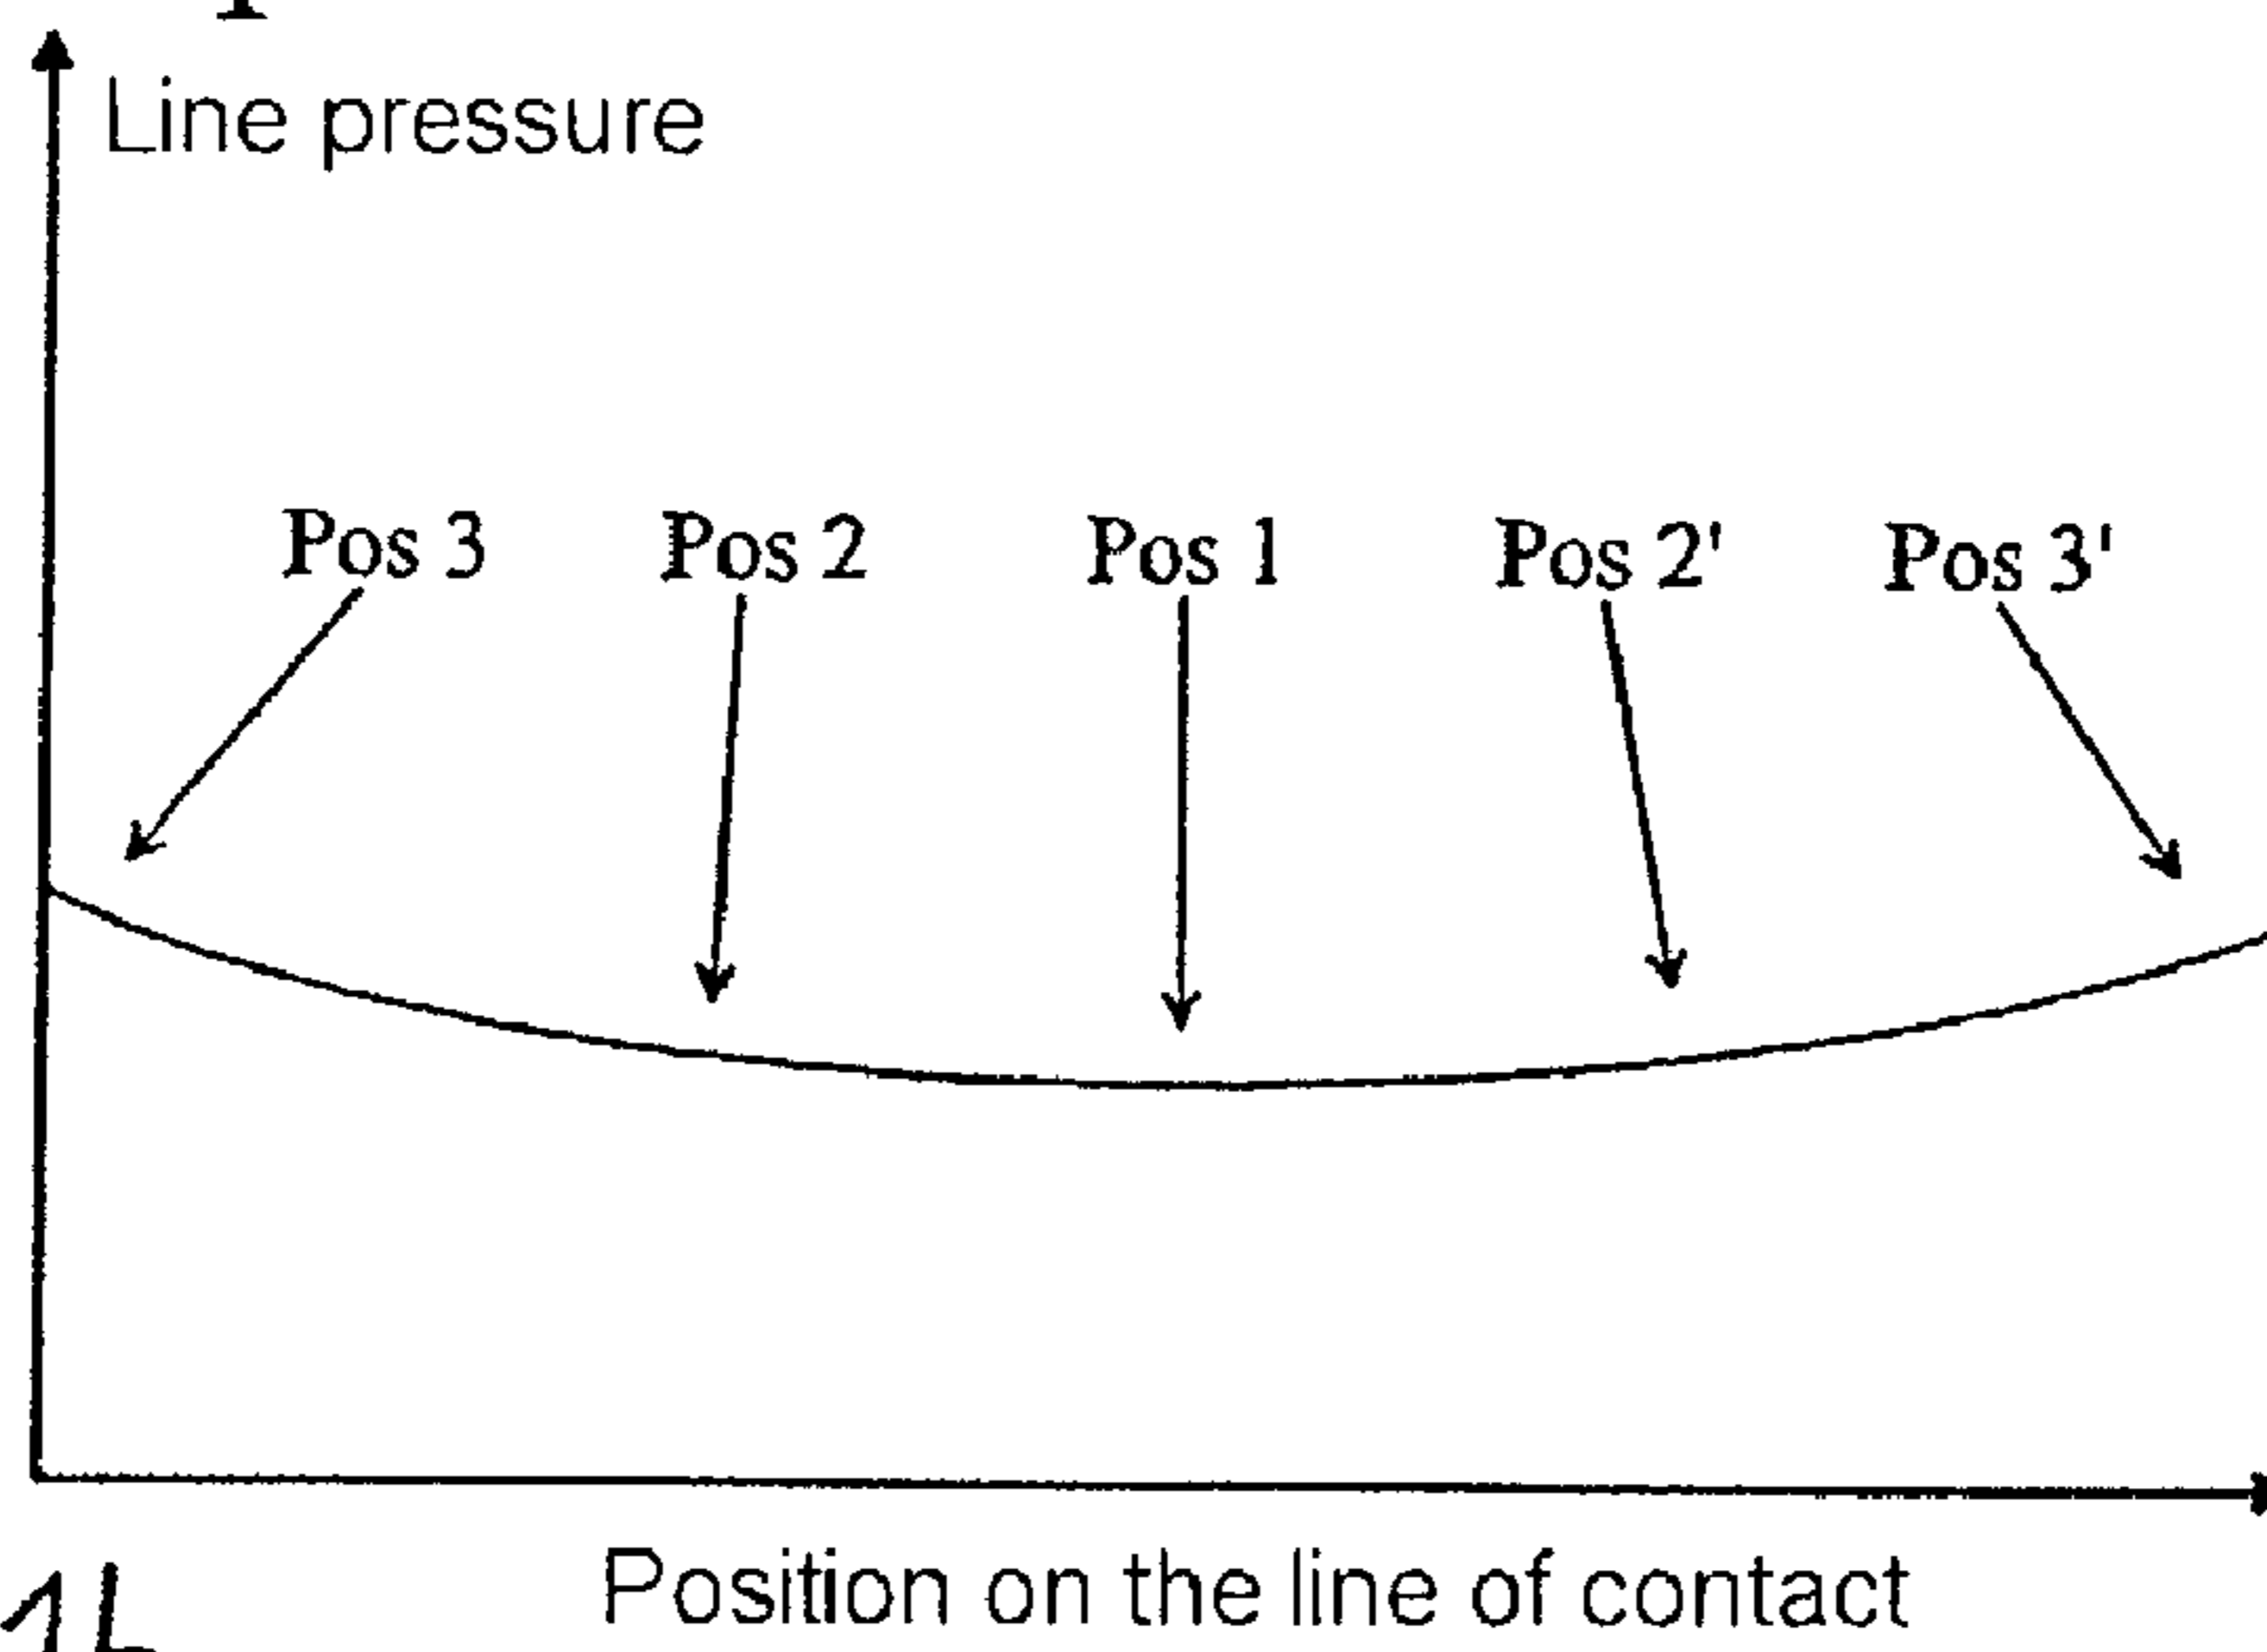 Line pressure
Pos 3 Pos 2 Pos 1 Pos 2' Pos 3'
Position on the line of contact